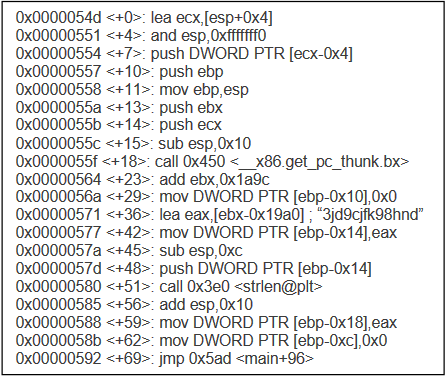 0x0000054d <+0>: lea ecx,[esp+0x4]
0x00000551 <+4>: and esp,0xfffffff0
0x00000554 <+7>: push DWORD PTR [ecx-0x4]
0x00000557 <+10>: push ebp
0x00000558 <+11>: mov ebp,esp
0x0000055a <+13>: push ebx
0x0000055b <+14>: push ecx
0x0000055c <+15>: sub esp,0x10
0x0000055f <+18>: call 0x450 <__x86.get_pc_thunk.bx>
0x00000564 <+23>: add ebx,0x1a9c
0x0000056a <+29>: mov DWORD PTR [ebp-0x10],0x0
0x00000571 <+36>: lea eax,[ebx-0x19a0] ; “3jd9cjfk98hnd”
0x00000577 <+42>: mov DWORD PTR [ebp-0x14],eax
0x0000057a <+45>: sub esp,0xc
0x0000057d <+48>: push DWORD PTR [ebp-0x14]
0x00000580 <+51>: call 0x3e0 <strlen@plt>
0x00000585 <+56>: add esp,0x10
0x00000588 <+59>: mov DWORD PTR [ebp-0x18],eax
0x0000058b <+62>: mov DWORD PTR [ebp-0xc],0x0
0x00000592 <+69>: jmp 0x5ad <main+96>